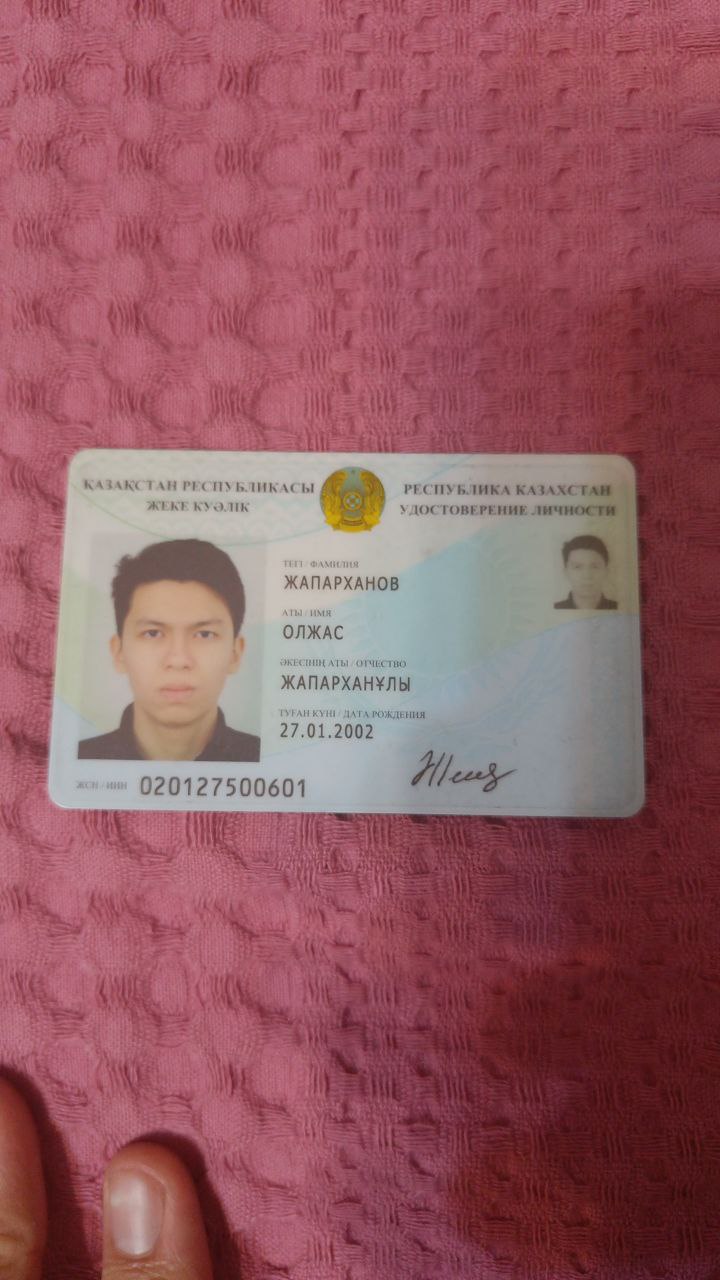 ҚАЗАҚСТАН РЕСПУБЛИКАСЫ
ЖЕКЕ КУӘЛІК
РЕСПУБЛИКА КАЗАХСТАН
УДОСТОВЕРЕНИЕ ЛИЧНОСТИ
ТЕГІ / ФАМИЛИЯ
ЖАПАРХАНОВ
АТЫ / ИМЯ
ОЛЖАС
ӘКЕСІНІҢ АТЫ / ОТЧЕСТВО
ЖАПАРХАНҰЛЫ
ТУҒАН КҮНІ / ДАТА РОЖДЕНИЯ
27.01.2002
ЖСН / ИИН 020127500601